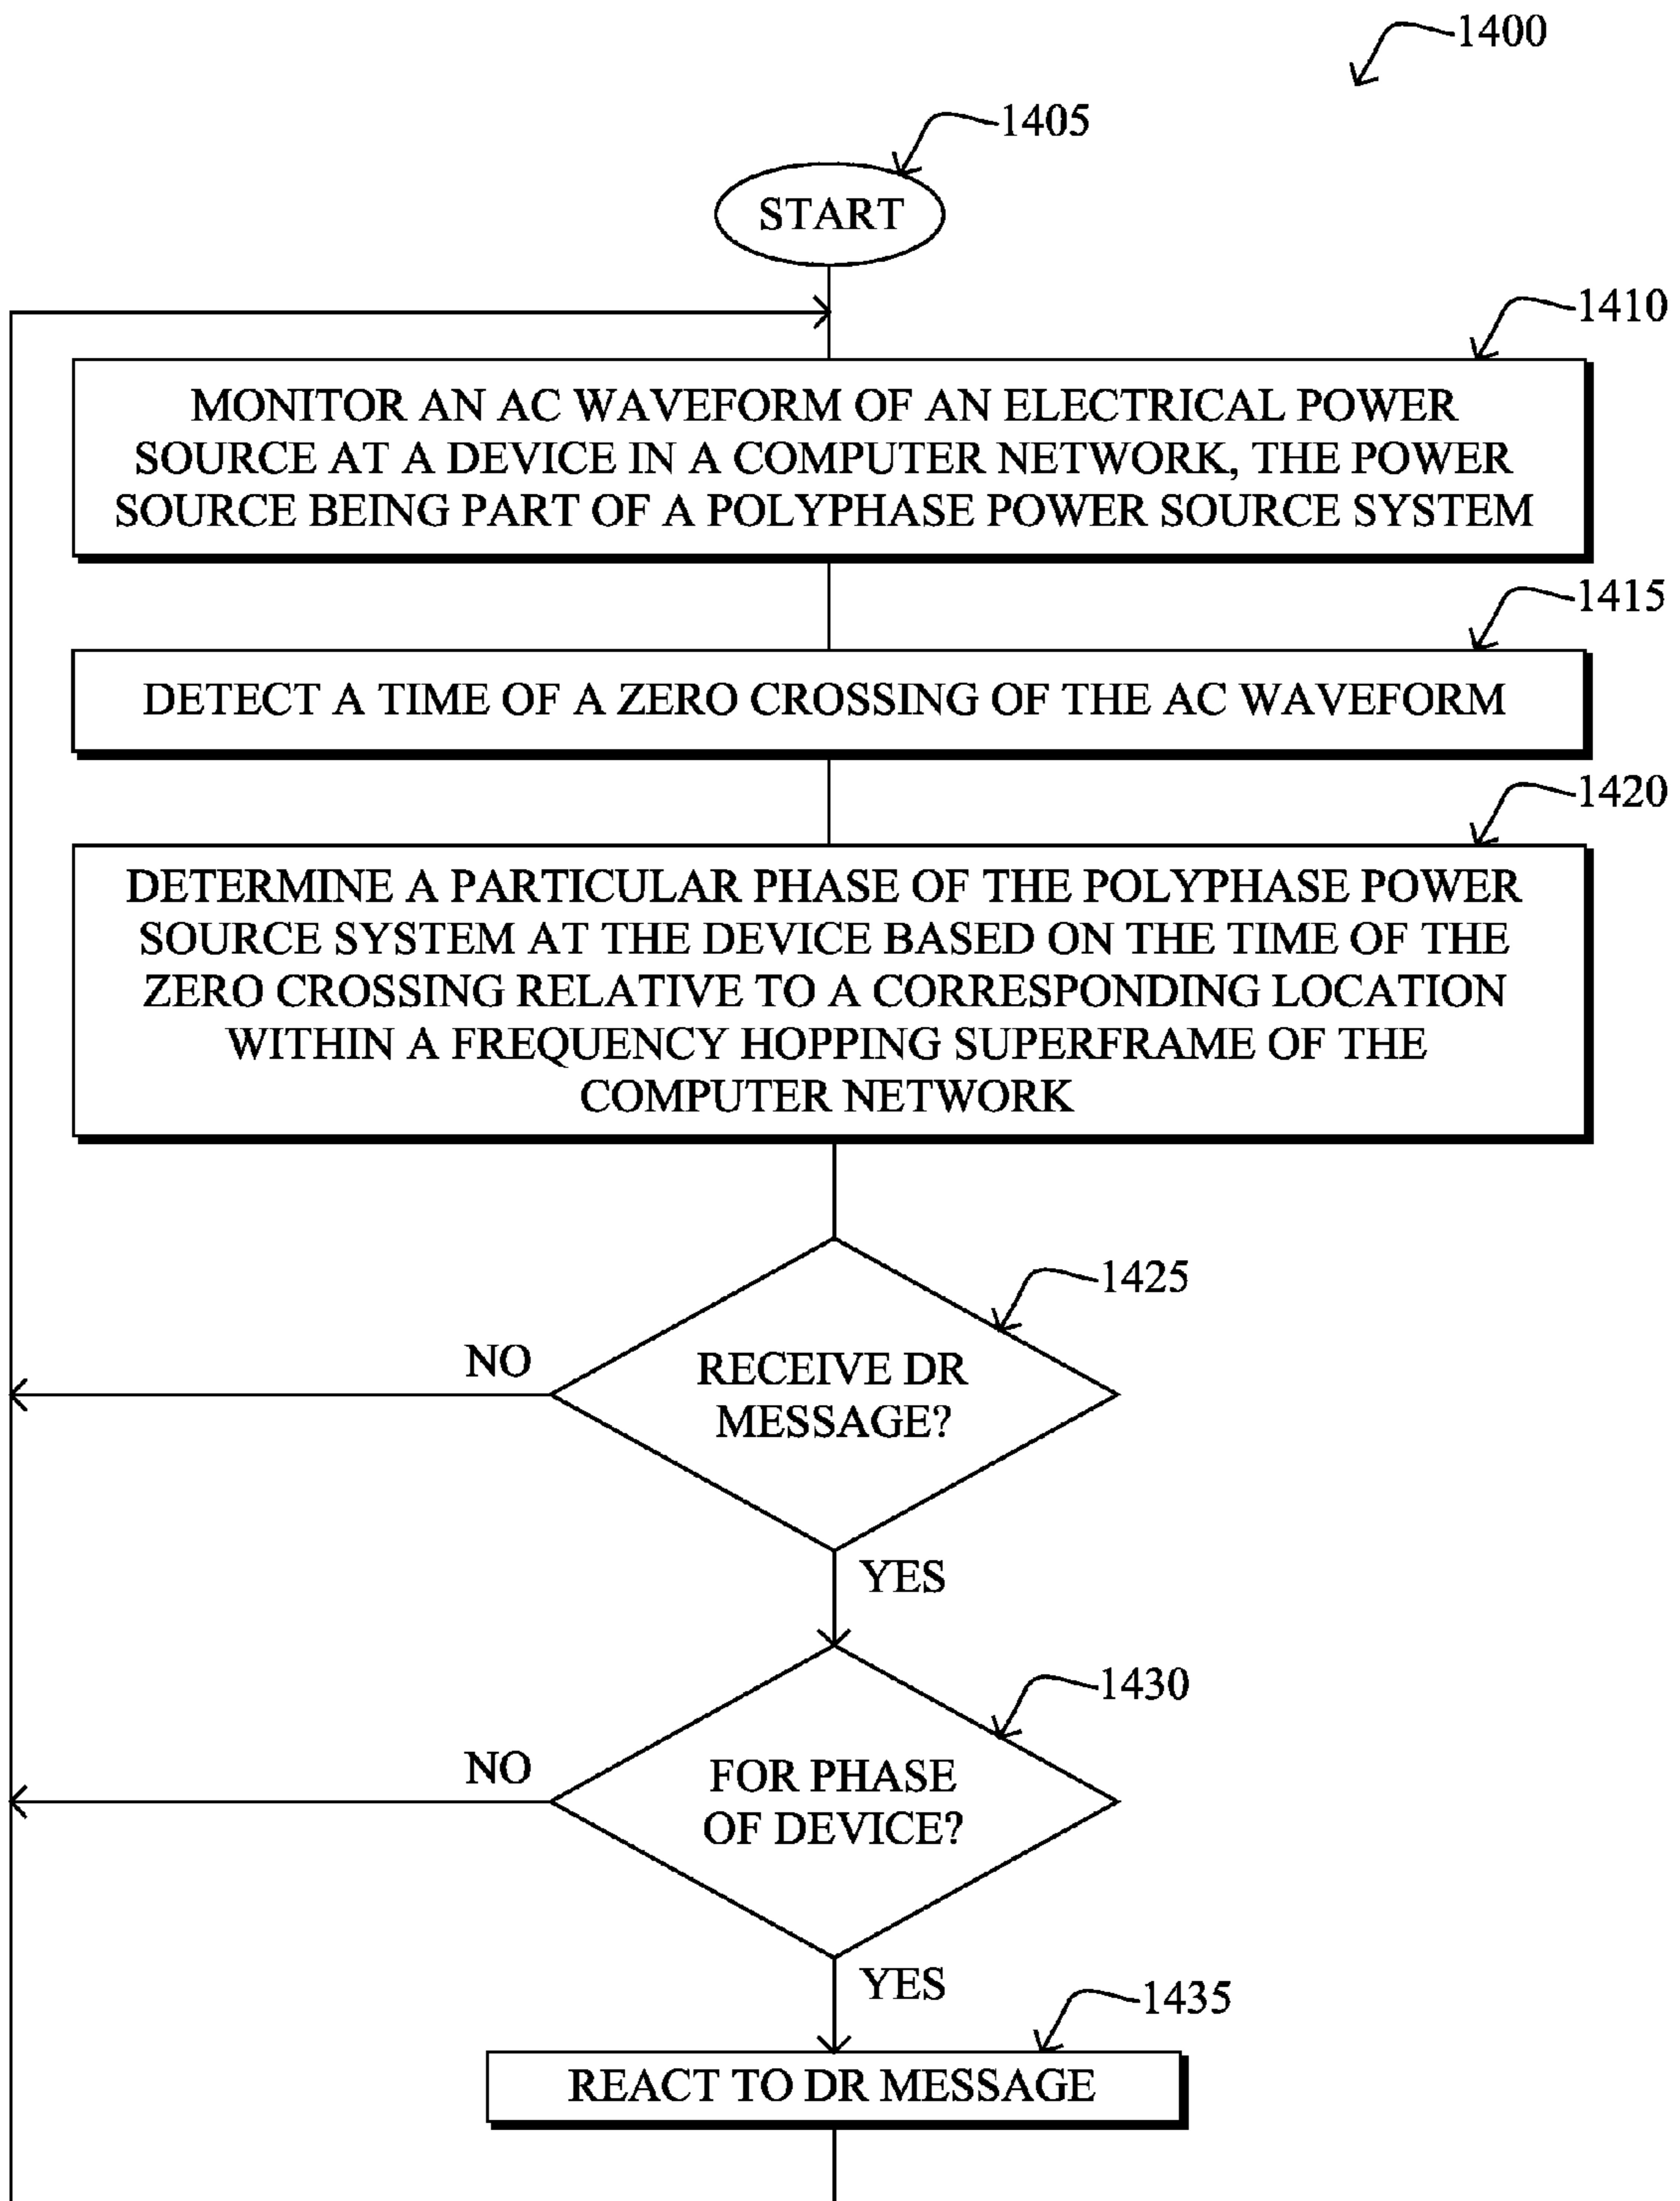 1400
1405
START
1410
MONITOR AN AC WAVEFORM OF AN ELECTRICAL POWER
SOURCE AT A DEVICE IN A COMPUTER NETWORK, THE POWER
SOURCE BEING PART OF A POLYPHASE POWER SOURCE SYSTEM
1415
DETECT A TIME OF A ZERO CROSSING OF THE AC WAVEFORM
1420
DETERMINE A PARTICULAR PHASE OF THE POLYPHASE POWER
SOURCE SYSTEM AT THE DEVICE BASED ON THE TIME OF THE
ZERO CROSSING RELATIVE TO A CORRESPONDING LOCATION
WITHIN A FREQUENCY HOPPING SUPERFRAME OF THE
COMPUTER NETWORK
1425
NO
RECEIVE DR
MESSAGE?
YES
1430
NO
FOR PHASE
OF DEVICE?
YES
1435
REACT TO DR MESSAGE